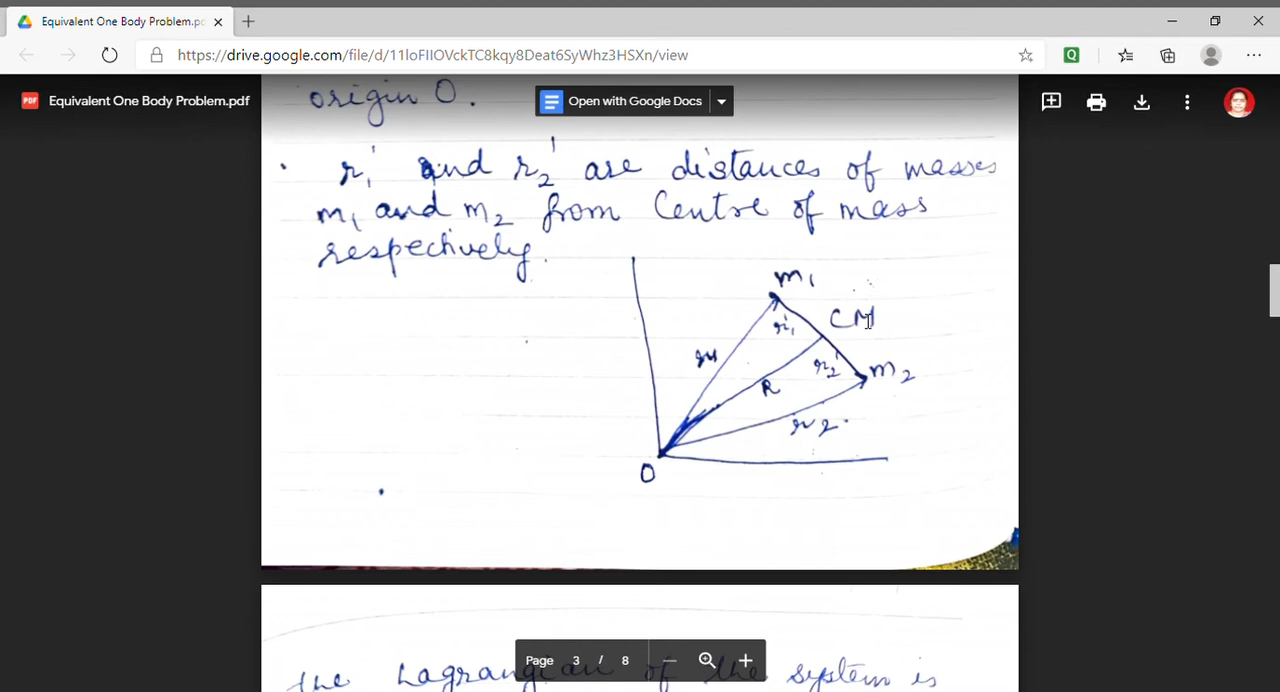 Equivalent One Body Problem.pd
https://drive.google.com/file/d/11loFIIOVckTC8kqy8Deat6SyWhz3HSXn/view
Equivalent One Body Problem.pdf
Open with Google Docs
origin O.
r₁' and r₂' are distances of masses
m₁ and m₂ from Centre of mass
respectively.
m₁
r₁'
CM
r₁
r₂'
m₂
R
r₂
O
the Lagrangian of the system is
Page 3 / 8